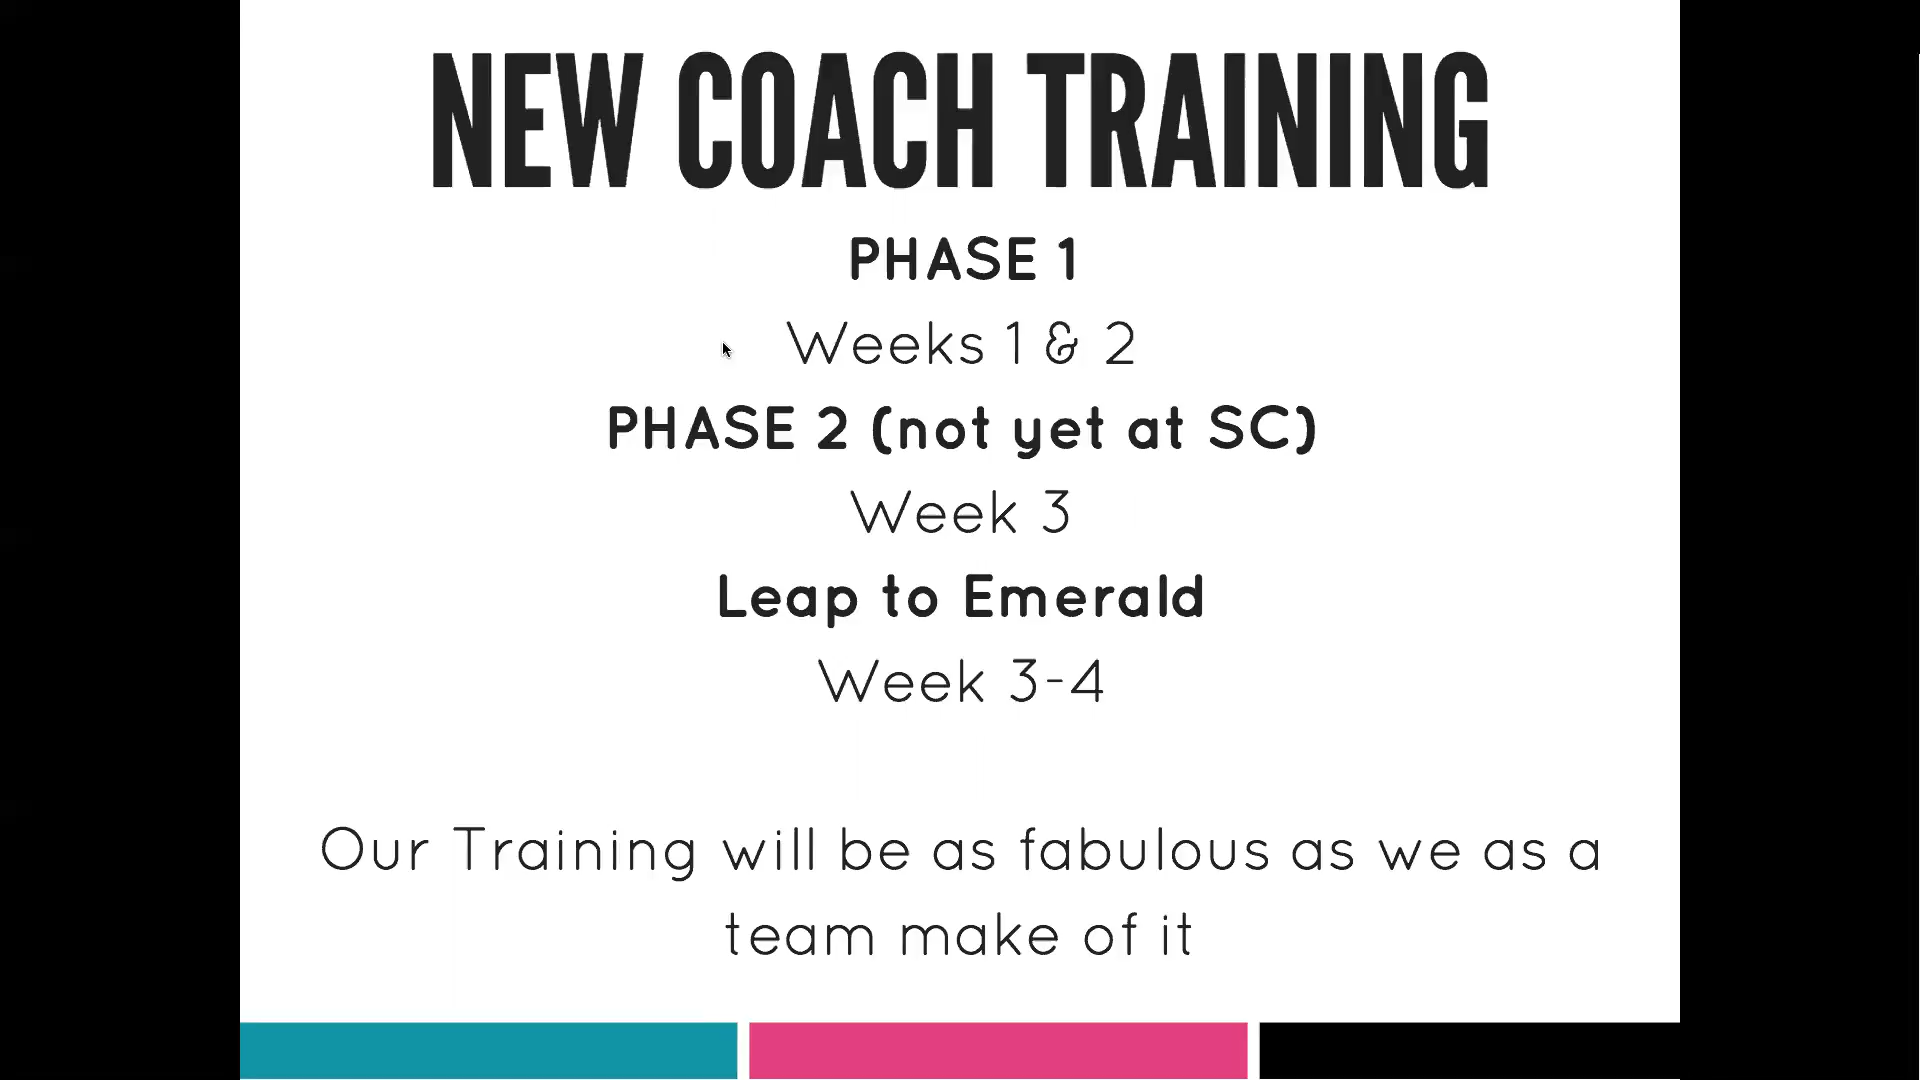 NEW COACH TRAINING
PHASE 1
Weeks 1 & 2
PHASE 2 (not yet at SC)
Week 3
Leap to Emerald
Week 3-4
Our Training will be as fabulous as we as a
team make of it